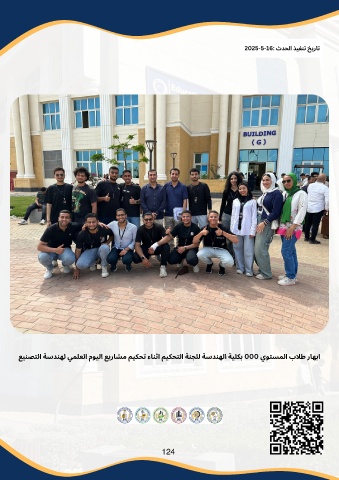 تاريخ تنفيذ الحدث :16-5-2025
BUILDING
( G )
ابهار طلاب المستوي 000 بكلية الهندسة للجنة التحكيم اثناء تحكيم مشاريع اليوم العلمي لهندسة التصنيع
124